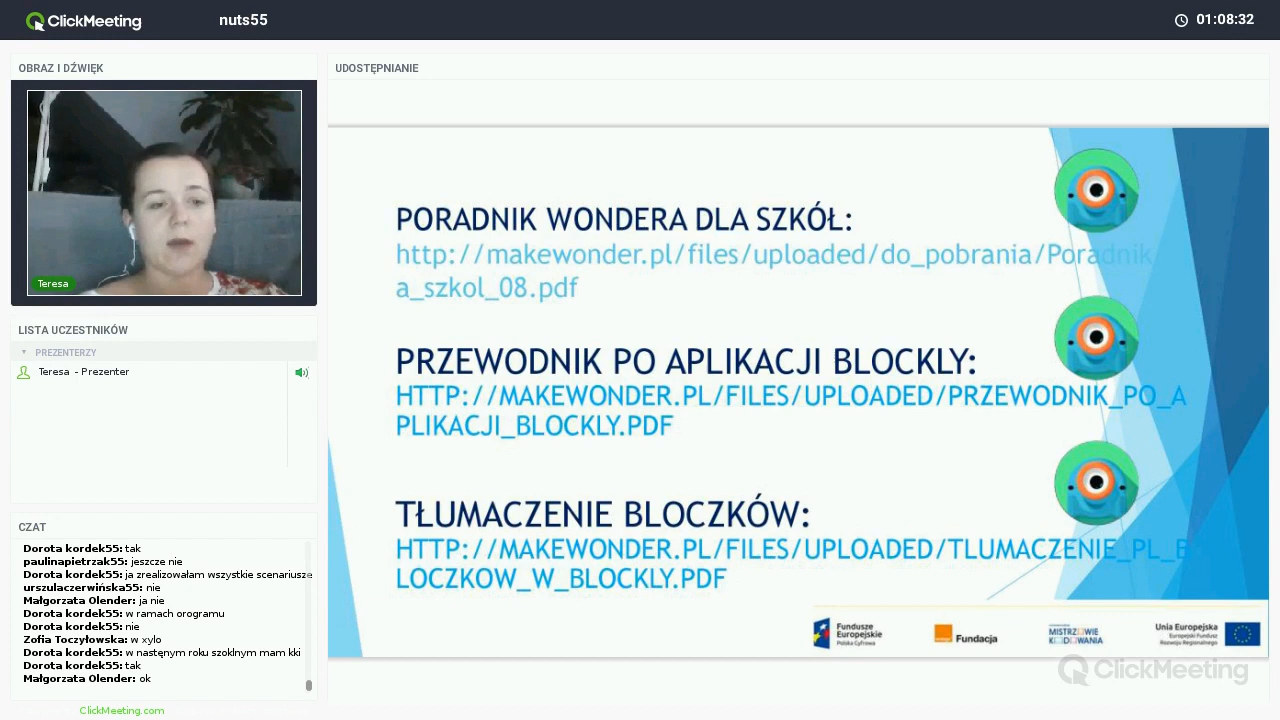 ClickMeeting
nuts55
01:08:32
OBRAZ I DŹWIĘK
Teresa
LISTA UCZESTNIKÓW
PREZENTERZY
Teresa - Prezenter
CZAT
Dorota kordek55: tak
paulinapietrzak55: jeszcze nie
Dorota kordek55: ja zrealizowałam wszystkie scenariusze
urszulaczerwińska55: nie
Małgorzata Olender: ja nie
Dorota kordek55: w ramach orogramu
Dorota kordek55: nie
Zofia Toczyłowska: w xylo
Dorota kordek55: w nastęnym roku szoklnym mam kki
Dorota kordek55: tak
Małgorzata Olender: ok
ClickMeeting.com
UDOSTĘPNIANIE
PORADNIK WONDERA DLA SZKÓŁ:
http://makewonder.pl/files/uploaded/do_pobrania/Poradnik
a_szkol_08.pdf
PRZEWODNIK PO APLIKACJI BLOCKLY:
HTTP://MAKEWONDER.PL/FILES/UPLOADED/PRZEWODNIK_PO_A
PLIKACJI_BLOCKLY.PDF
TŁUMACZENIE BLOCZKÓW:
HTTP://MAKEWONDER.PL/FILES/UPLOADED/TLUMACZENIE_PL_B
LOCZKOW_W_BLOCKLY.PDF
Fundusze
Europejskie
Polska Cyfrowa
Fundacja
MISTRZOWIE
KODOWANIA
Unia Europejska
Europejski Fundusz
Rozwoju Regionalnego
ClickMeeting